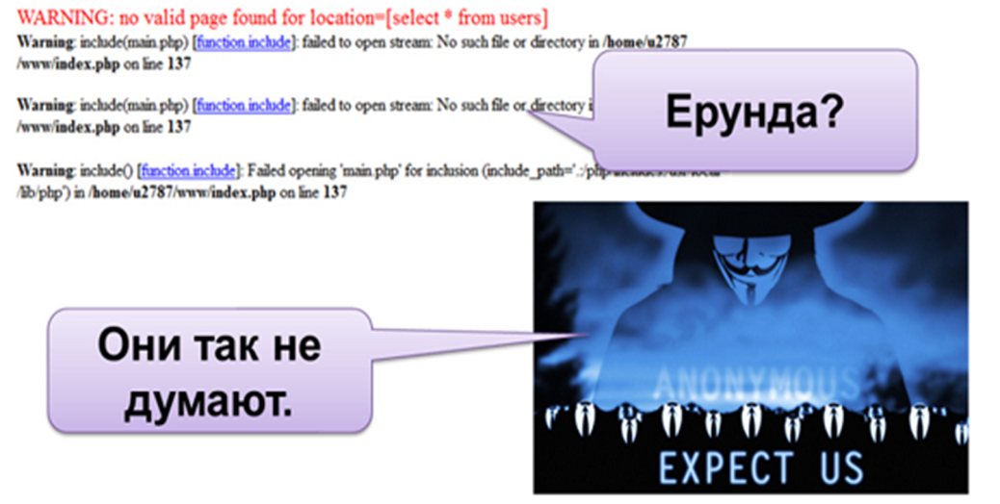 WARNING: no valid page found for location=[select * from users]
Warning: include(main.php) [function.include]: failed to open stream: No such file or directory in /home/u2787
/www/index.php on line 137
Warning: include(main.php) [function.include]: failed to open stream: No such file or directory
/www/index.php on line 137
Warning: include() [function.include]: Failed opening 'main.php' for inclusion (include_path='.:/php
/lib/php') in /home/u2787/www/index.php on line 137
Ерунда?
Они так не
думают.
ANONYMOUS
EXPECT US